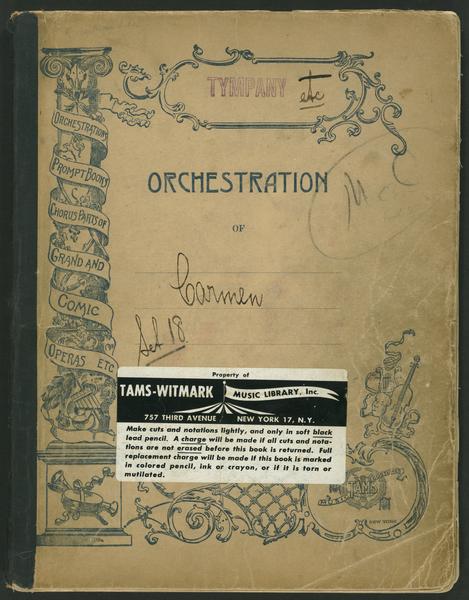 TYMPANY etc
ORCHESTRATION
PROMPT BOOKS
CHORUS PARTS OF
GRAND AND
COMIC
OPERAS ETC
ORCHESTRATION
OF
Carmen
Set 18
Property of
TAMS-WITMARK MUSIC LIBRARY, Inc.
757 THIRD AVENUE NEW YORK 17, N.Y.
Make cuts and notations lightly, and only in soft black
lead pencil. A charge will be made if all cuts and nota-
tions are not erased before this book is returned. Full
replacement charge will be made if this book is marked
in colored pencil, ink or crayon, or if it is torn or
mutilated.
TAMS
NEW YORK